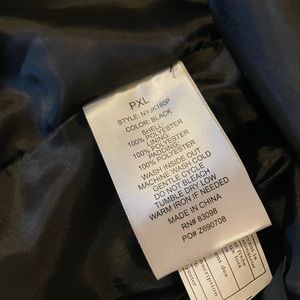 PXL
STYLE: NYJK160P
COLOR: BLACK
SHELL:
100% POLYESTER
LINING:
100% POLYESTER
PADDING:
100% POLYESTER
WASH INSIDE OUT
MACHINE WASH COLD
GENTLE CYCLE
DO NOT BLEACH
TUMBLE DRY LOW
WARM IRON IF NEEDED
MADE IN CHINA
RN# 83098
PO# Z690708